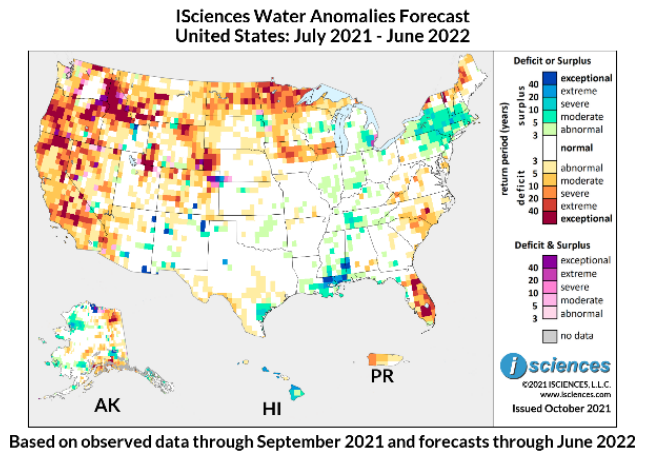 ISciences Water Anomalies Forecast
United States: July 2021 - June 2022
Deficit or Surplus
return period (years)
surplus
deficit
exceptional
40
extreme
20
severe
10
moderate
5
abnormal
3
normal
3
abnormal
5
moderate
10
severe
20
extreme
40
exceptional
Deficit & Surplus
exceptional
40
extreme
20
severe
10
moderate
5
abnormal
3
no data
isciences
©2021 ISCIENCES, L.L.C.
www.isciences.com
Issued October 2021
AK
HI
PR
Based on observed data through September 2021 and forecasts through June 2022